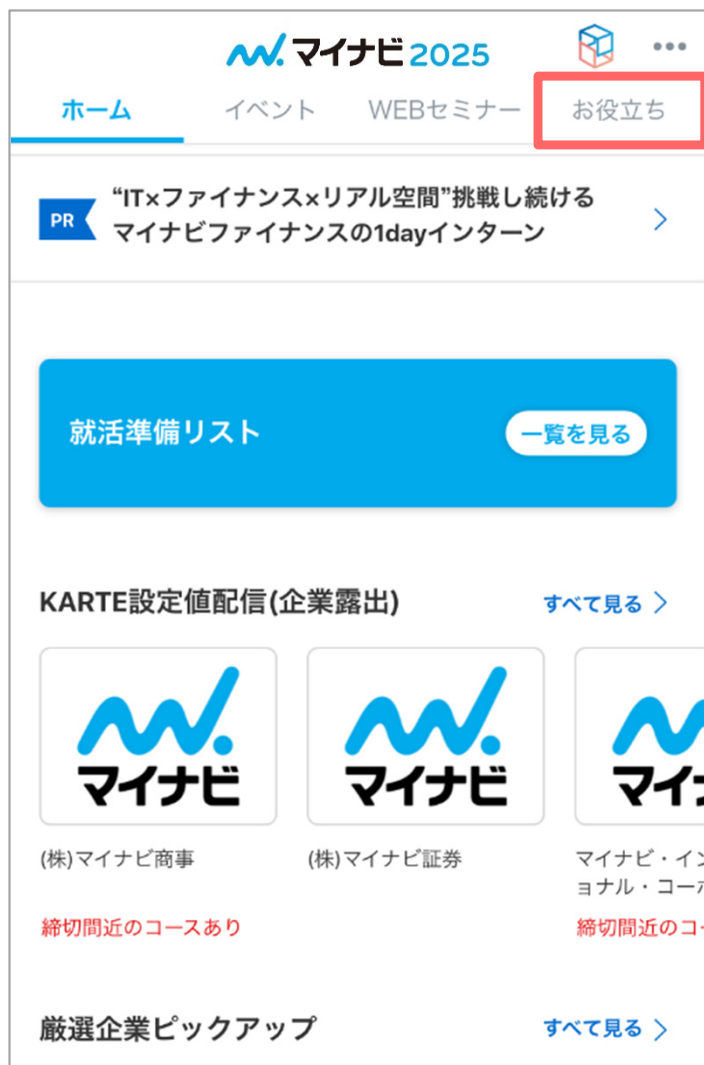 マイナビ2025
ホーム イベント WEBセミナー お役立ち
PR
“IT×ファイナンス×リアル空間”挑戦し続ける
マイナビファイナンスの1dayインターン
就活準備リスト 一覧を見る
KARTE設定値配信(企業露出) すべて見る
マイナビ マイナビ マイナ
(株)マイナビ商事 (株)マイナビ証券 マイナビ・イン
ョナル・コーポ
締切間近のコースあり 締切間近のコー
厳選企業ピックアップ すべて見る